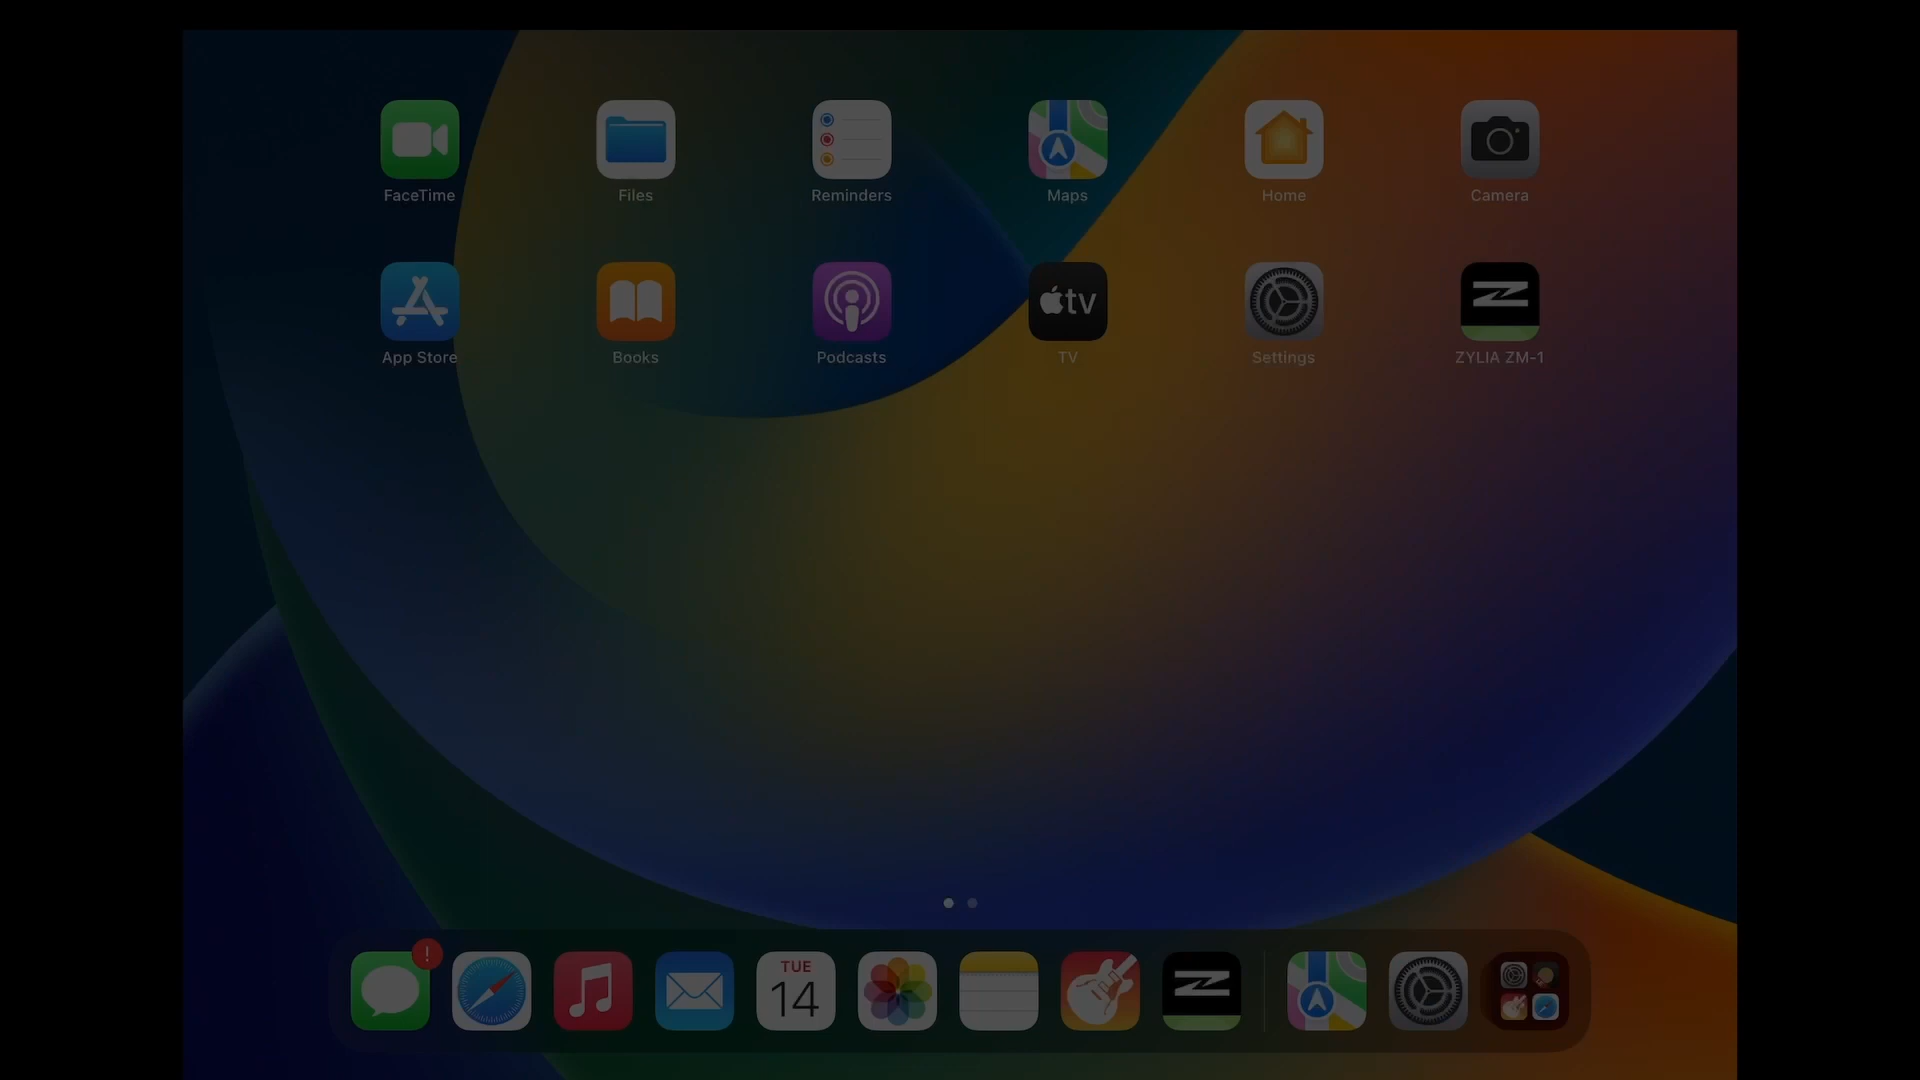 FaceTime
Files
Reminders
Maps
Home
Camera
tv
App Store
Books
Podcasts
TV
Settings
ZYLIA ZM-1
!
TUE
14